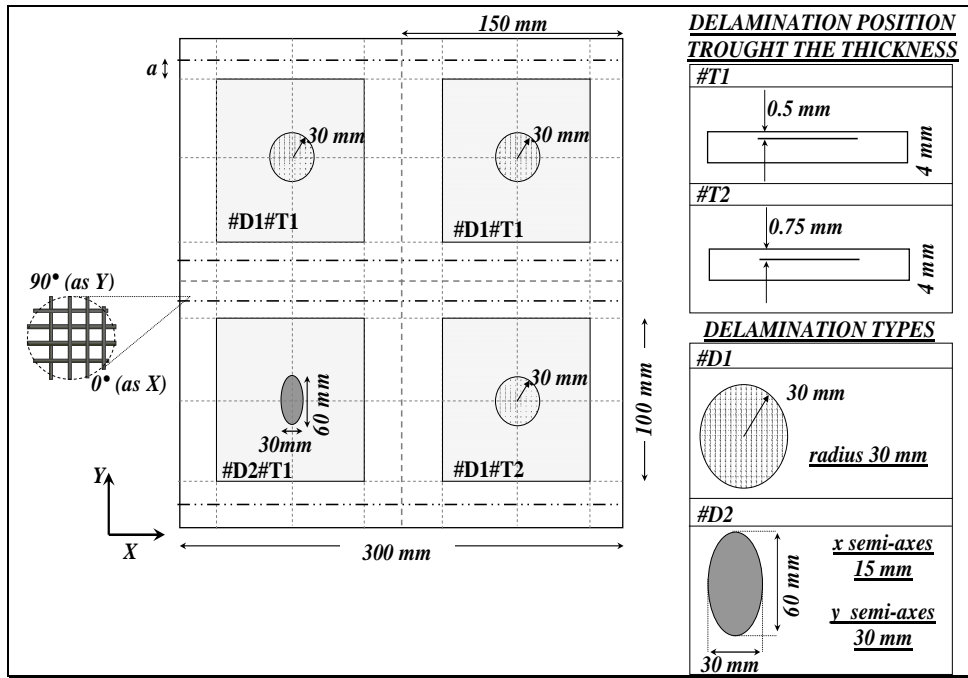 150 mm
a
30 mm
30 mm
#D1#T1
#D1#T1
90° (as Y)
0° (as X)
30 mm
60 mm
30mm
100 mm
#D2#T1
#D1#T2
Y
X
300 mm
DELAMINATION POSITION
TROUGHT THE THICKNESS
#T1
0.5 mm
4 mm
#T2
0.75 mm
4 mm
DELAMINATION TYPES
#D1
30 mm
radius 30 mm
#D2
x semi-axes
15 mm
60 mm
y semi-axes
30 mm
30 mm